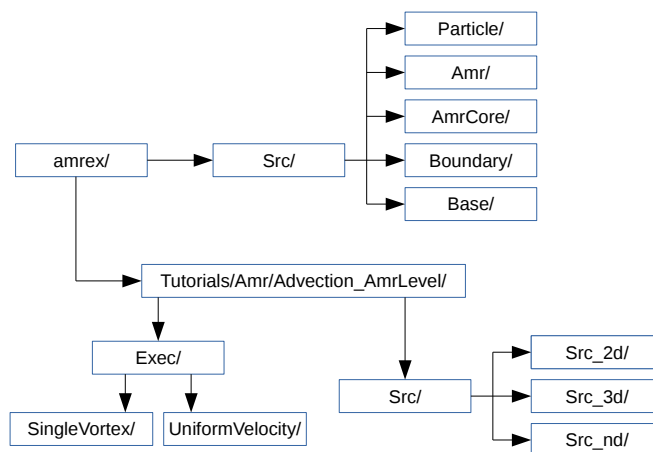 Particle/
Amr/
AmrCore/
amrex/
Src/
Boundary/
Base/
Tutorials/Amr/Advection_AmrLevel/
Exec/
Src_2d/
Src/
Src_3d/
SingleVortex/
UniformVelocity/
Src_nd/